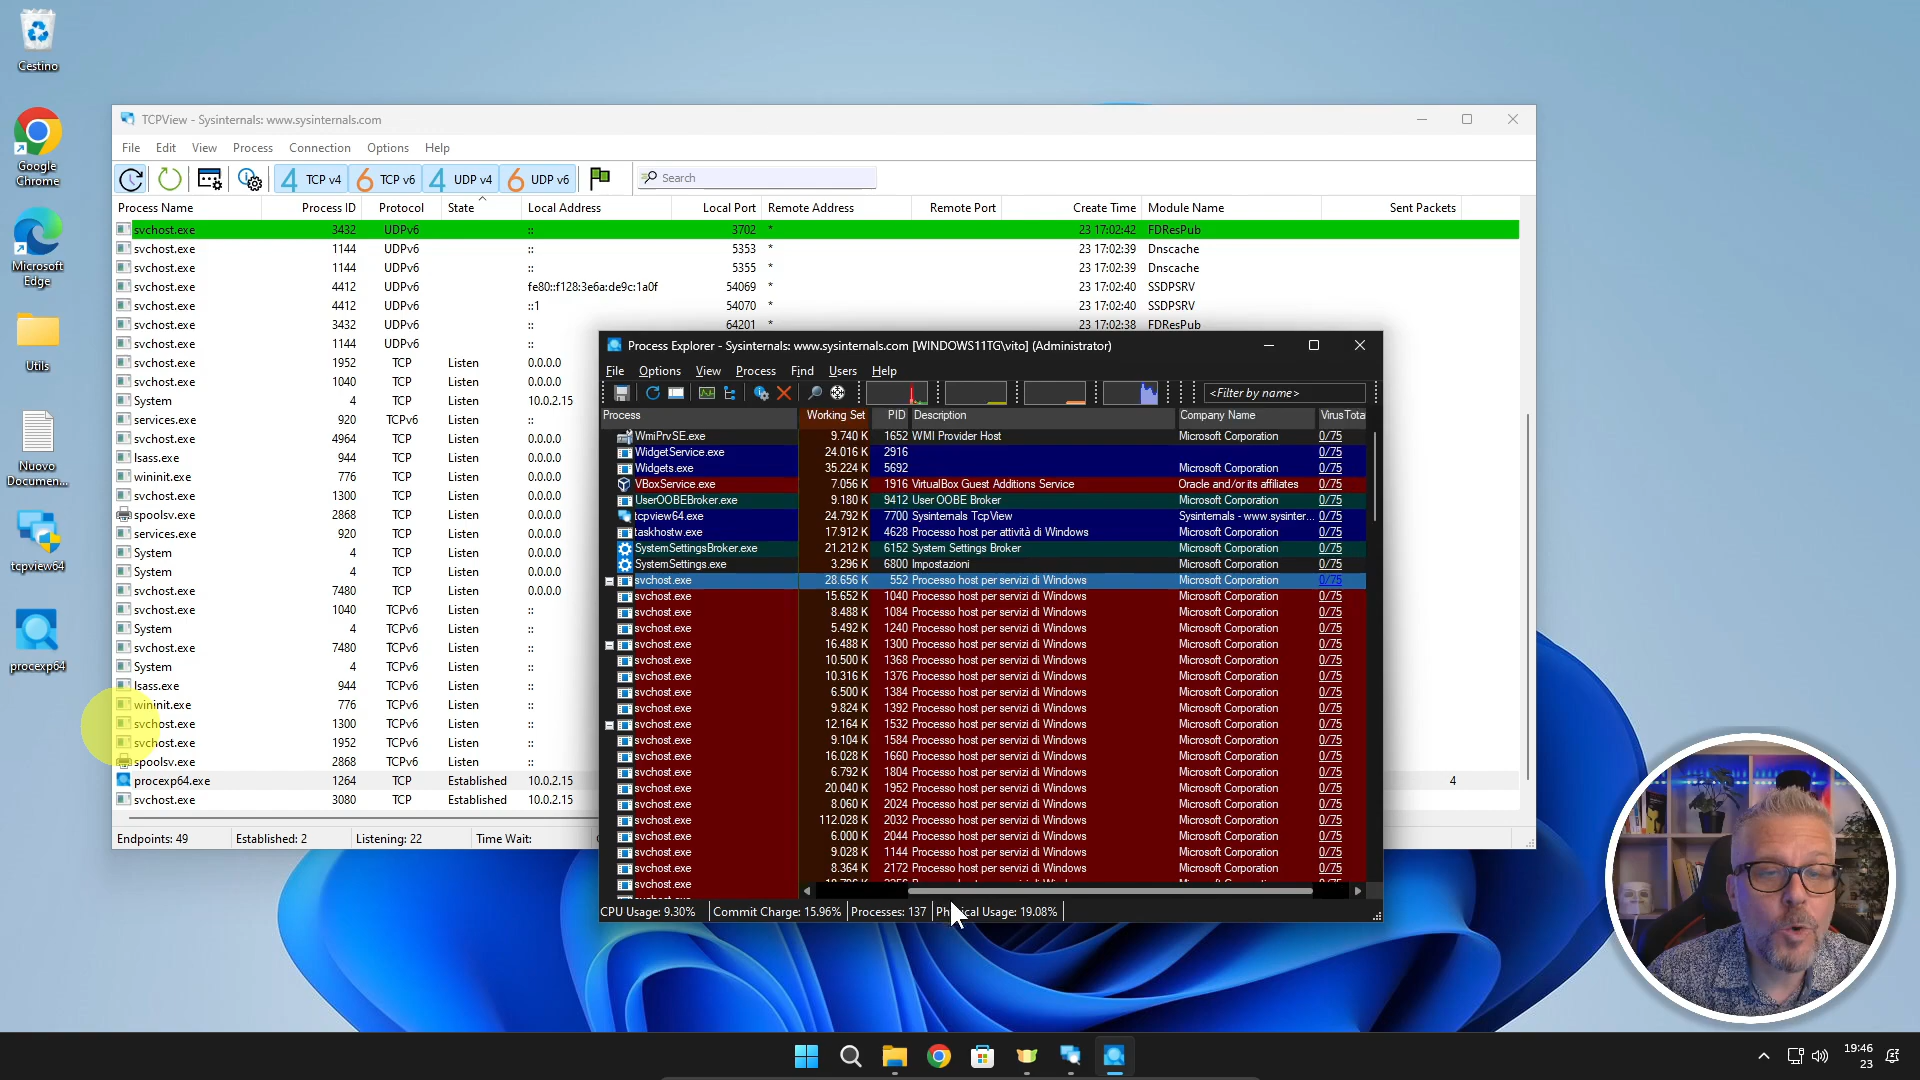 Cestino
Google
Chrome
Microsoft
Edge
Utils
Nuovo
Documen...
tcpview64
procexp64
TCPView - Sysinternals: www.sysinternals.com
File Edit View Process Connection Options Help
4 TCP v4 6 TCP v6 4 UDP v4 6 UDP v6 Search
Process Name Process ID Protocol State Local Address Local Port Remote Address Remote Port Create Time Module Name Sent Packets
svchost.exe 3432 UDPv6 :: 3702 * 23 17:02:42 FDResPub
svchost.exe 1144 UDPv6 :: 5353 * 23 17:02:39 Dnscache
svchost.exe 1144 UDPv6 :: 5355 * 23 17:02:39 Dnscache
svchost.exe 4412 UDPv6 fe80::f128:3e6a:de9c:1a0f 54069 * 23 17:02:40 SSDPSRV
svchost.exe 4412 UDPv6 ::1 54070 * 23 17:02:40 SSDPSRV
svchost.exe 3432 UDPv6 :: 64201 * 23 17:02:38 FDResPub
svchost.exe 1144 UDPv6 ::
svchost.exe 1952 TCP Listen 0.0.0.0
svchost.exe 1040 TCP Listen 0.0.0.0
System 4 TCP Listen 10.0.2.15
services.exe 920 TCPv6 Listen ::
svchost.exe 4964 TCP Listen 0.0.0.0
lsass.exe 944 TCP Listen 0.0.0.0
wininit.exe 776 TCP Listen 0.0.0.0
svchost.exe 1300 TCP Listen 0.0.0.0
spoolsv.exe 2868 TCP Listen 0.0.0.0
services.exe 920 TCP Listen 0.0.0.0
System 4 TCP Listen 0.0.0.0
System 4 TCP Listen 0.0.0.0
svchost.exe 7480 TCP Listen 0.0.0.0
svchost.exe 1040 TCPv6 Listen ::
System 4 TCPv6 Listen ::
svchost.exe 7480 TCPv6 Listen ::
System 4 TCPv6 Listen ::
lsass.exe 944 TCPv6 Listen ::
wininit.exe 776 TCPv6 Listen ::
svchost.exe 1300 TCPv6 Listen ::
svchost.exe 1952 TCPv6 Listen ::
spoolsv.exe 2868 TCPv6 Listen ::
procexp64.exe 1264 TCP Established 10.0.2.15 4
svchost.exe 3080 TCP Established 10.0.2.15
Endpoints: 49 Established: 2 Listening: 22 Time Wait:
Process Explorer - Sysinternals: www.sysinternals.com [WINDOWS11TG\vito] (Administrator)
File Options View Process Find Users Help
<Filter by name>
Process Working Set PID Description Company Name VirusTota
WmiPrvSE.exe 9.740 K 1652 WMI Provider Host Microsoft Corporation 0/75
WidgetService.exe 24.016 K 2916 0/75
Widgets.exe 35.224 K 5692 Microsoft Corporation 0/75
VBoxService.exe 7.056 K 1916 VirtualBox Guest Additions Service Oracle and/or its affiliates 0/75
UserOOBEBroker.exe 9.180 K 9412 User OOBE Broker Microsoft Corporation 0/75
tcpview64.exe 24.792 K 7700 Sysinternals TcpView Sysinternals - www.sysinter... 0/75
taskhostw.exe 17.912 K 4628 Processo host per attività di Windows Microsoft Corporation 0/75
SystemSettingsBroker.exe 21.212 K 6152 System Settings Broker Microsoft Corporation 0/75
SystemSettings.exe 3.296 K 6800 Impostazioni Microsoft Corporation 0/75
svchost.exe 28.656 K 552 Processo host per servizi di Windows Microsoft Corporation 0/75
svchost.exe 15.652 K 1040 Processo host per servizi di Windows Microsoft Corporation 0/75
svchost.exe 8.488 K 1084 Processo host per servizi di Windows Microsoft Corporation 0/75
svchost.exe 5.492 K 1240 Processo host per servizi di Windows Microsoft Corporation 0/75
svchost.exe 16.488 K 1300 Processo host per servizi di Windows Microsoft Corporation 0/75
svchost.exe 10.500 K 1368 Processo host per servizi di Windows Microsoft Corporation 0/75
svchost.exe 10.316 K 1376 Processo host per servizi di Windows Microsoft Corporation 0/75
svchost.exe 6.500 K 1384 Processo host per servizi di Windows Microsoft Corporation 0/75
svchost.exe 9.824 K 1392 Processo host per servizi di Windows Microsoft Corporation 0/75
svchost.exe 12.164 K 1532 Processo host per servizi di Windows Microsoft Corporation 0/75
svchost.exe 9.104 K 1584 Processo host per servizi di Windows Microsoft Corporation 0/75
svchost.exe 16.028 K 1660 Processo host per servizi di Windows Microsoft Corporation 0/75
svchost.exe 6.792 K 1804 Processo host per servizi di Windows Microsoft Corporation 0/75
svchost.exe 20.040 K 1952 Processo host per servizi di Windows Microsoft Corporation 0/75
svchost.exe 8.060 K 2024 Processo host per servizi di Windows Microsoft Corporation 0/75
svchost.exe 112.028 K 2032 Processo host per servizi di Windows Microsoft Corporation 0/75
svchost.exe 6.000 K 2044 Processo host per servizi di Windows Microsoft Corporation 0/75
svchost.exe 9.028 K 1144 Processo host per servizi di Windows Microsoft Corporation 0/75
svchost.exe 8.364 K 2172 Processo host per servizi di Windows Microsoft Corporation 0/75
svchost.exe
CPU Usage: 9.30% Commit Charge: 15.96% Processes: 137 Usage: 19.08%
19:46
23